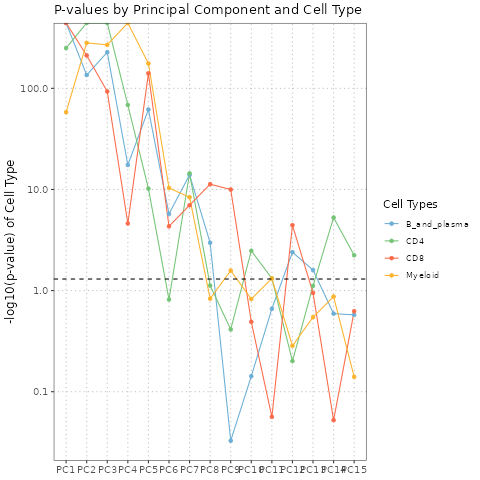 P-values by Principal Component and Cell Type
-log10(p-value) of Cell Type
100.0
10.0
1.0
0.1
PC1 PC2 PC3 PC4 PC5 PC6 PC7 PC8 PC9 PC10 PC11 PC12 PC13 PC14 PC15
Cell Types
B_and_plasma
CD4
CD8
Myeloid